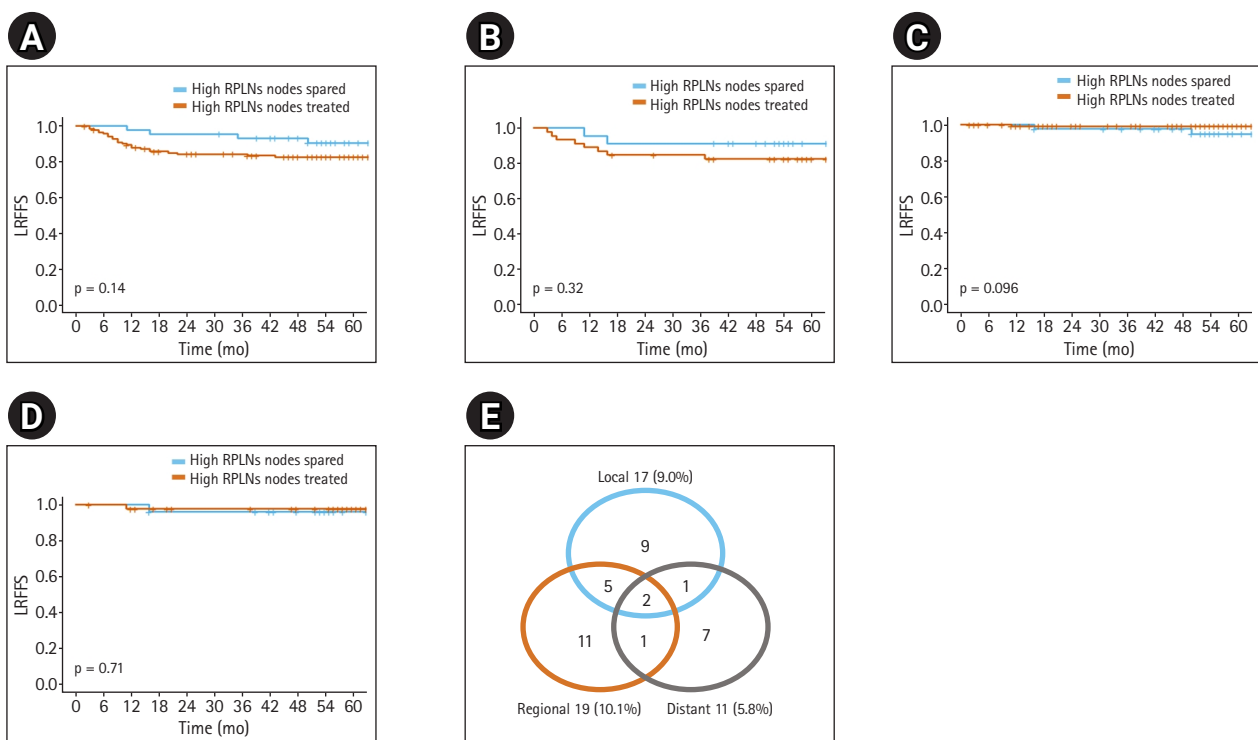 A
High RPLNs nodes spared
High RPLNs nodes treated
1.0
0.8
0.6
0.4
0.2
0.0
LRFFS
p = 0.14
0 6 12 18 24 30 36 42 48 54 60
Time (mo)
B
High RPLNs nodes spared
High RPLNs nodes treated
1.0
0.8
0.6
0.4
0.2
0.0
LRFFS
p = 0.32
0 6 12 18 24 30 36 42 48 54 60
Time (mo)
C
High RPLNs nodes spared
High RPLNs nodes treated
1.0
0.8
0.6
0.4
0.2
0.0
LRFFS
p = 0.096
0 6 12 18 24 30 36 42 48 54 60
Time (mo)
D
High RPLNs nodes spared
High RPLNs nodes treated
1.0
0.8
0.6
0.4
0.2
0.0
LRFFS
p = 0.71
0 6 12 18 24 30 36 42 48 54 60
Time (mo)
E
Local 17 (9.0%)
9
5 2 1
11 1 7
Regional 19 (10.1%) Distant 11 (5.8%)